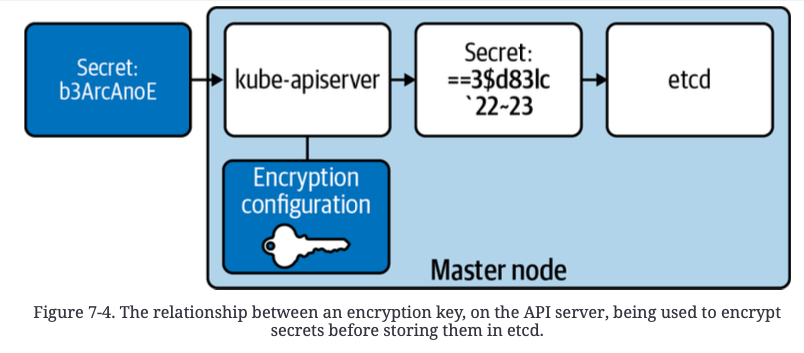 Secret:
b3ArcAnoE
kube-apiserver
Secret:
==3$d83lc
`22~23
etcd
Encryption
configuration
Master node
Figure 7-4. The relationship between an encryption key, on the API server, being used to encrypt
secrets before storing them in etcd.